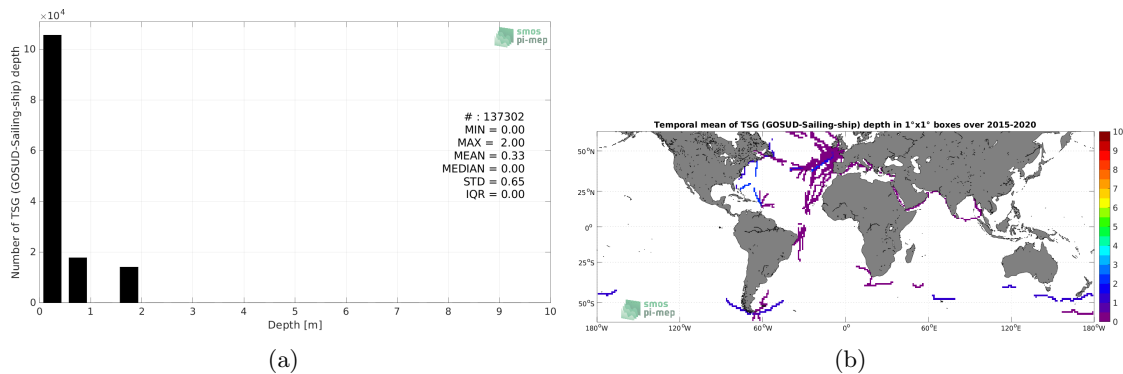 ×10⁴
smos
pi-mep
Number of TSG (GOSUD-Sailing-ship) depth
10
8
6
4
2
0
# : 137302
MIN = 0.00
MAX = 2.00
MEAN = 0.33
MEDIAN = 0.00
STD = 0.65
IQR = 0.00
0 1 2 3 4 5 6 7 8 9 10
Depth [m]
(a)
Temporal mean of TSG (GOSUD-Sailing-ship) depth in 1°x1° boxes over 2015-2020
50°N
25°N
0°
25°S
50°S
180°W 120°W 60°W 0° 60°E 120°E 180°W
smos
pi-mep
10
9
8
7
6
5
4
3
2
1
0
(b)